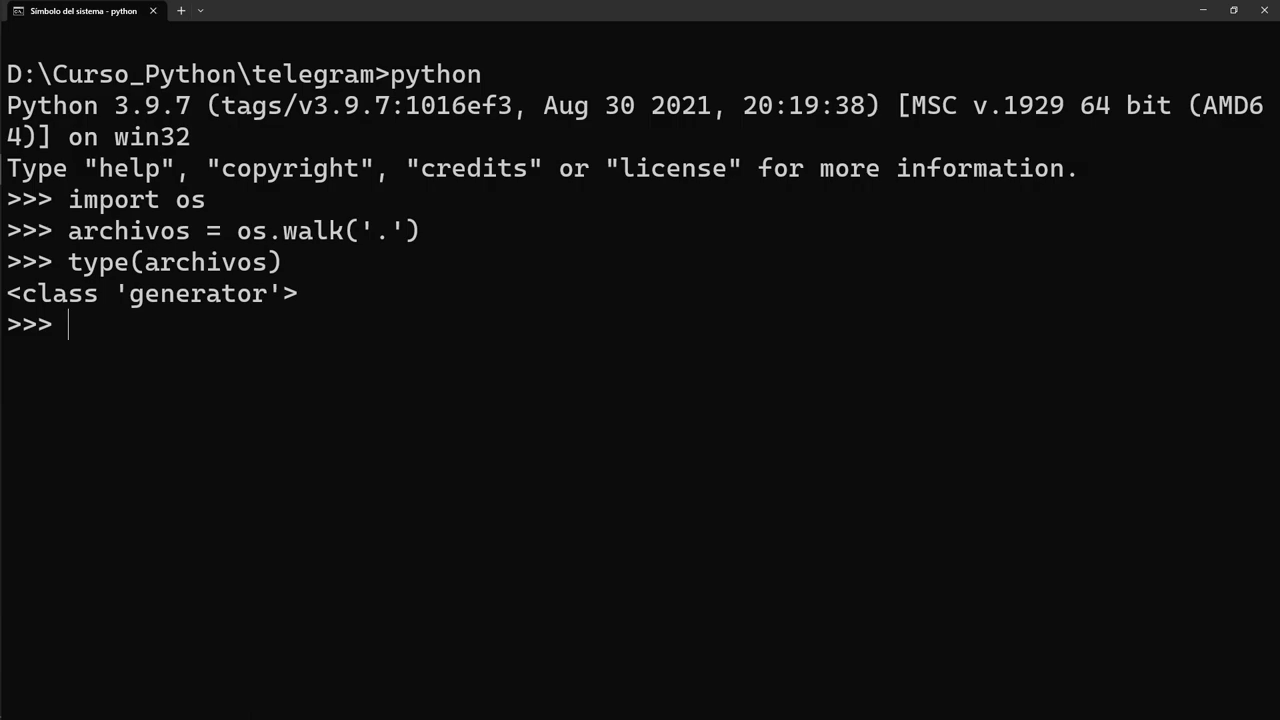 Símbolo del sistema - python
D:\Curso_Python\telegram>python
Python 3.9.7 (tags/v3.9.7:1016ef3, Aug 30 2021, 20:19:38) [MSC v.1929 64 bit (AMD6
4)] on win32
Type "help", "copyright", "credits" or "license" for more information.
>>> import os
>>> archivos = os.walk('.')
>>> type(archivos)
<class 'generator'>
>>>